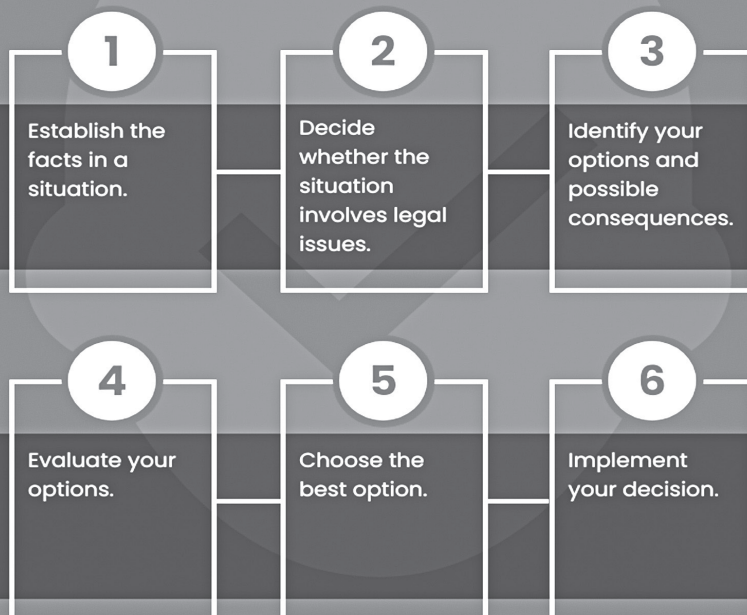 1
Establish the
facts in a
situation.
2
Decide
whether the
situation
involves legal
issues.
3
Identify your
options and
possible
consequences.
4
Evaluate your
options.
5
Choose the
best option.
6
Implement
your decision.